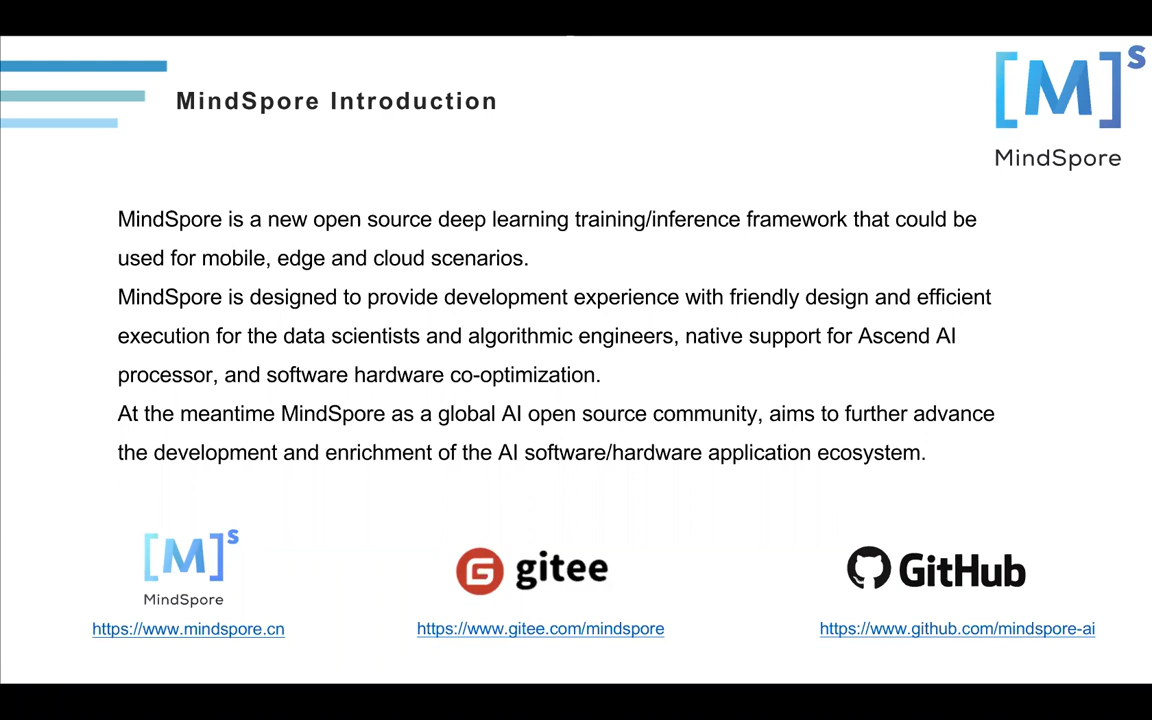 MindSpore Introduction
[M]s
MindSpore
MindSpore is a new open source deep learning training/inference framework that could be
used for mobile, edge and cloud scenarios.
MindSpore is designed to provide development experience with friendly design and efficient
execution for the data scientists and algorithmic engineers, native support for Ascend AI
processor, and software hardware co-optimization.
At the meantime MindSpore as a global AI open source community, aims to further advance
the development and enrichment of the AI software/hardware application ecosystem.
[M]s
MindSpore
https://www.mindspore.cn
G gitee
https://www.gitee.com/mindspore
GitHub
https://www.github.com/mindspore-ai